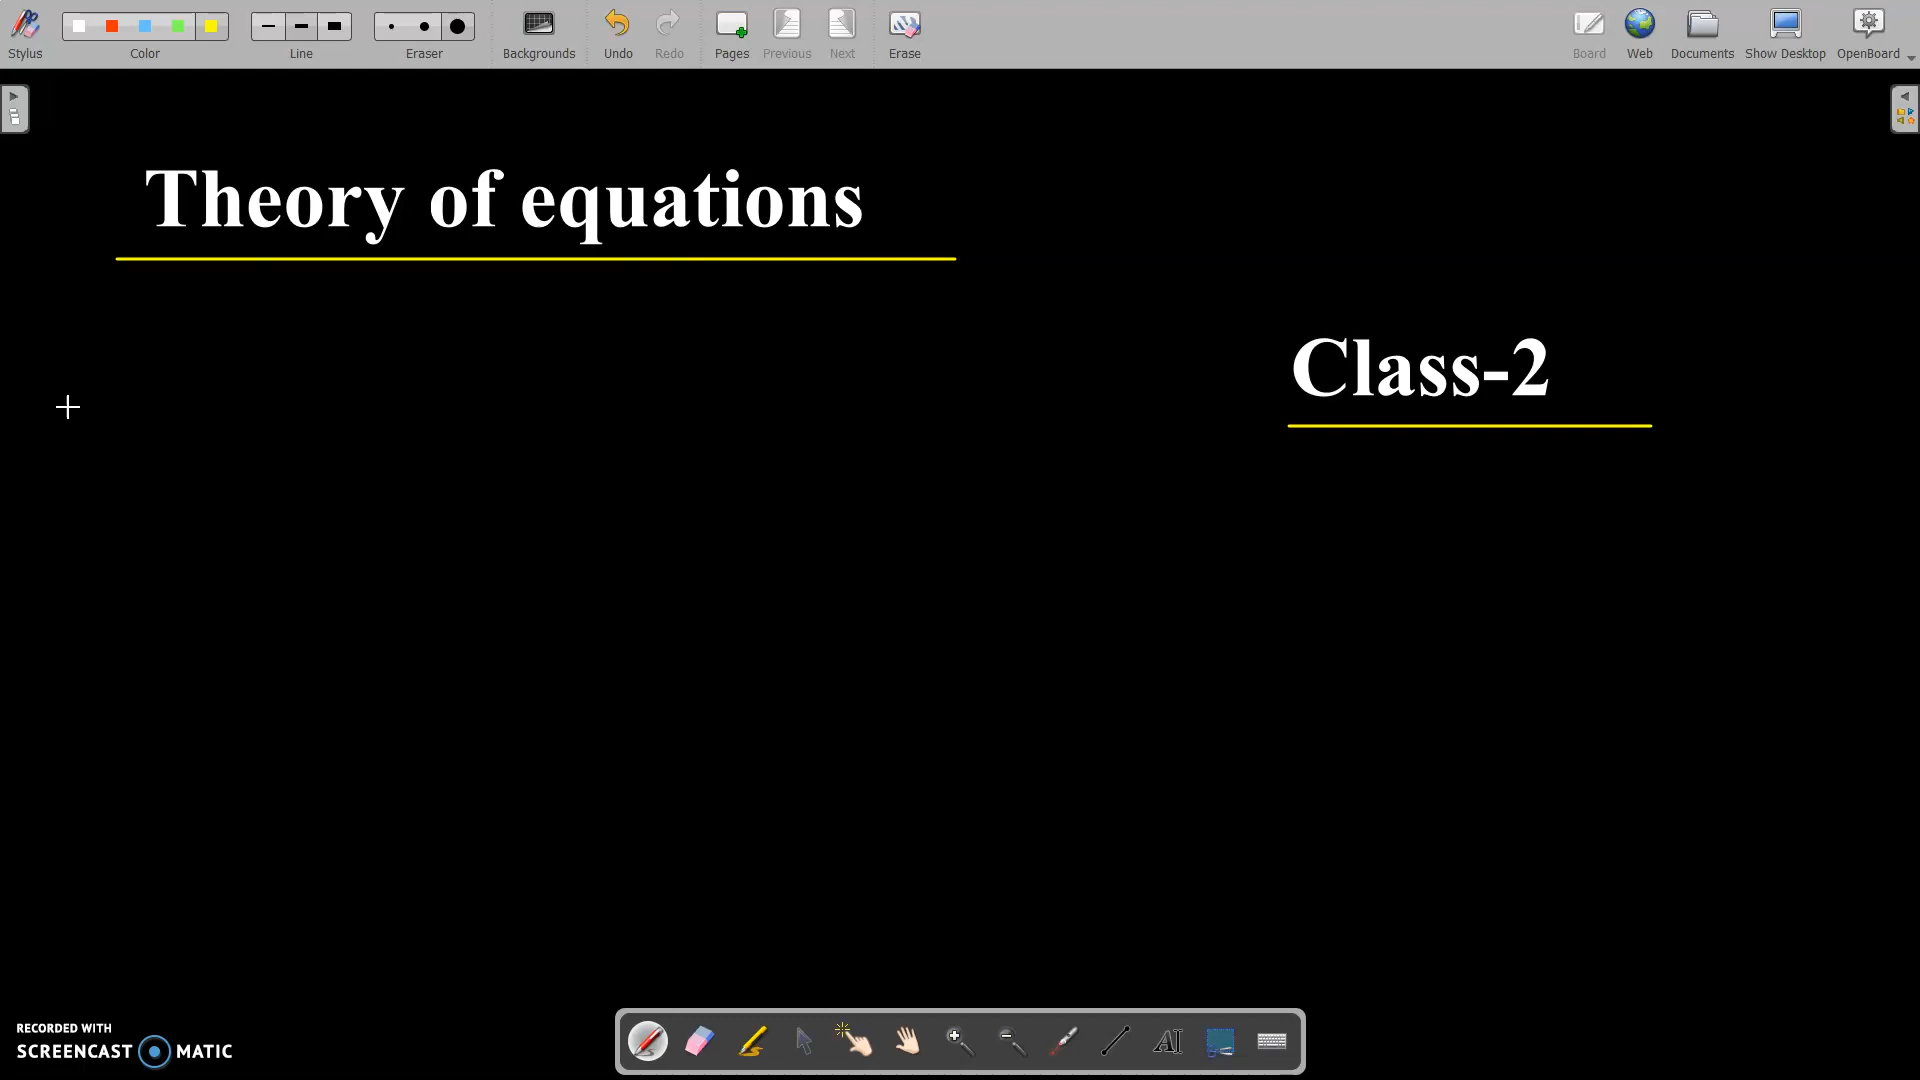 Stylus Color Line Eraser Backgrounds Undo Redo Pages Previous Next Erase Board Web Documents Show Desktop OpenBoard
Theory of equations
Class-2
RECORDED WITH
SCREENCAST MATIC